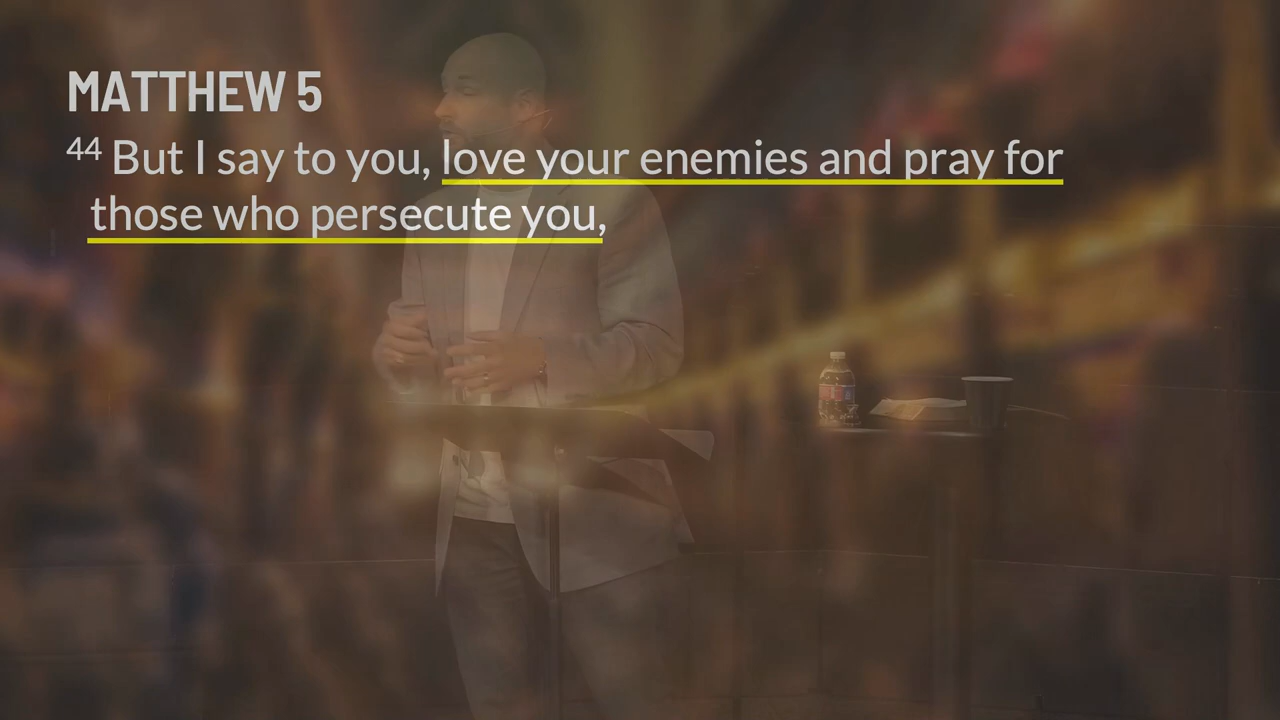 MATTHEW 5
44 But I say to you, love your enemies and pray for
those who persecute you,